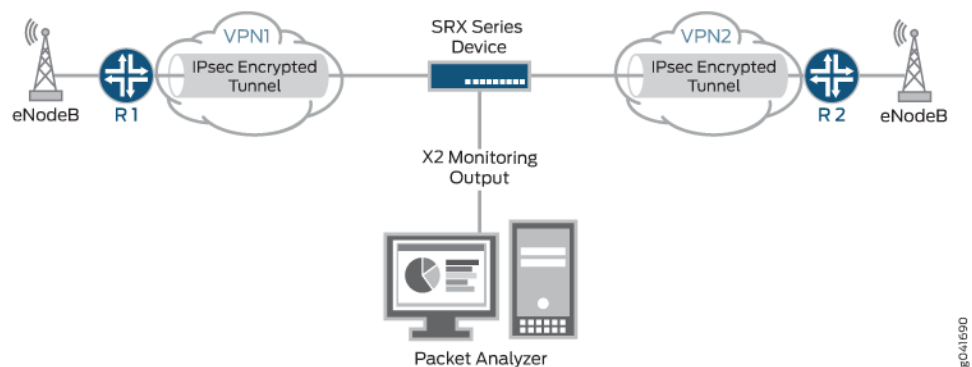 VPN1
SRX Series
Device
VPN2
IPsec Encrypted
Tunnel
IPsec Encrypted
Tunnel
eNodeB
R1
R2
eNodeB
X2 Monitoring
Output
Packet Analyzer
g041690